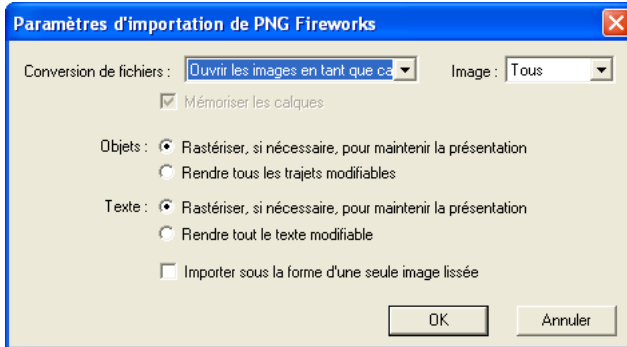 Paramètres d'importation de PNG Fireworks
Conversion de fichiers : Ouvrir les images en tant que ca Image : Tous
Mémoriser les calques
Objets : Rastériser, si nécessaire, pour maintenir la présentation
Rendre tous les trajets modifiables
Texte : Rastériser, si nécessaire, pour maintenir la présentation
Rendre tout le texte modifiable
Importer sous la forme d'une seule image lissée
OK Annuler